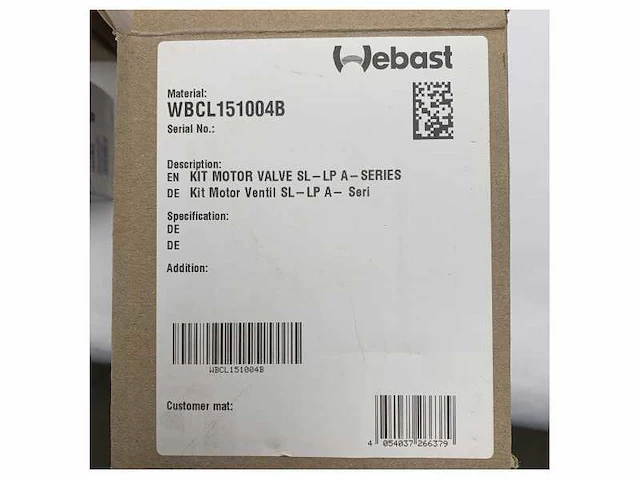 Webast
Material:
WBCL151004B
Serial No.:
Description:
EN KIT MOTOR VALVE SL-LP A-SERIES
DE Kit Motor Ventil SL-LP A- Seri
Specification:
DE
DE
Addition:
WBCL151004B
Customer mat:
4 054037 266379